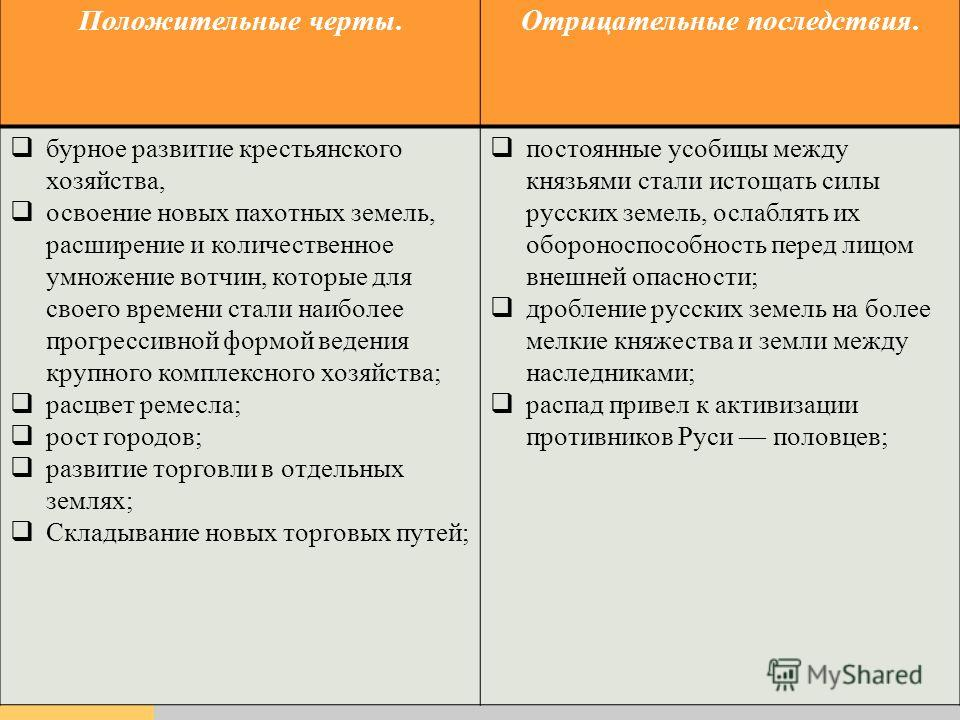 Положительные черты.
Отрицательные последствия.
бурное развитие крестьянского
хозяйства,
освоение новых пахотных земель,
расширение и количественное
умножение вотчин, которые для
своего времени стали наиболее
прогрессивной формой ведения
крупного комплексного хозяйства;
расцвет ремесла;
рост городов;
развитие торговли в отдельных
землях;
Складывание новых торговых путей;
постоянные усобицы между
князьями стали истощать силы
русских земель, ослаблять их
обороноспособность перед лицом
внешней опасности;
дробление русских земель на более
мелкие княжества и земли между
наследниками;
распад привел к активизации
противников Руси — половцев;
MyShared